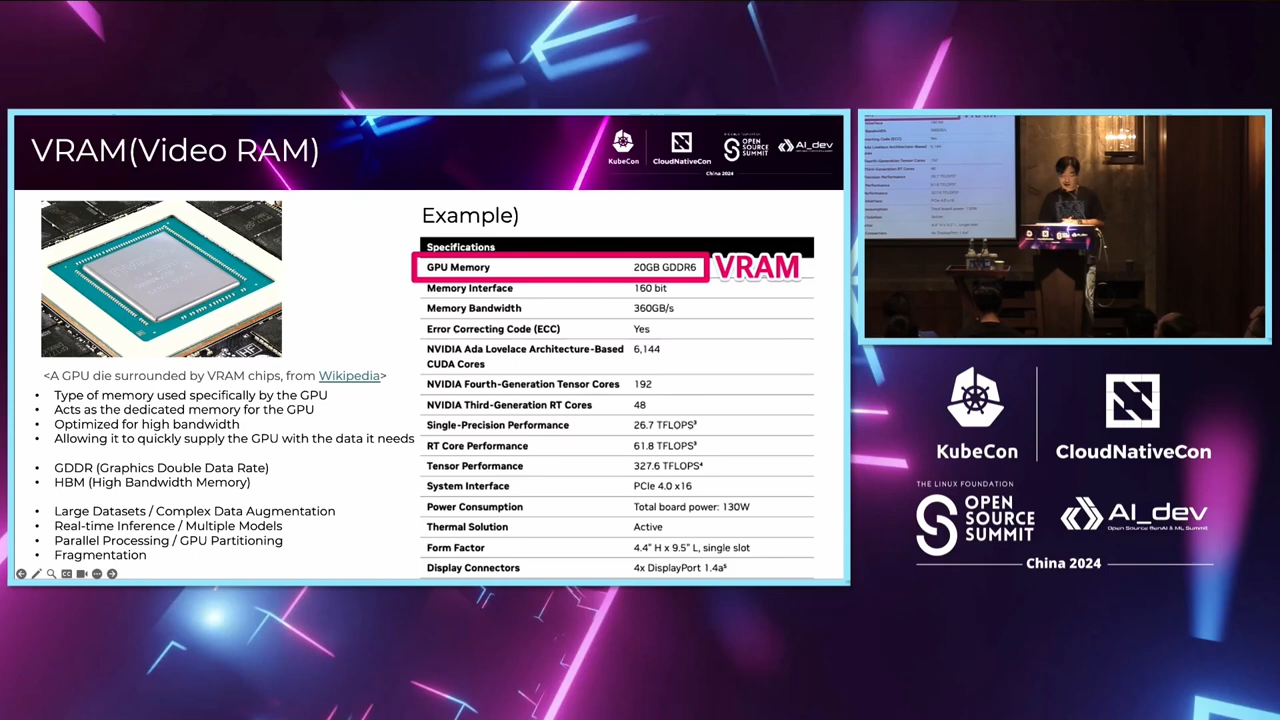 VRAM(Video RAM)
KubeCon
CloudNativeCon
THE LINUX FOUNDATION
OPEN
SOURCE
SUMMIT
AI_dev
China 2024
<A GPU die surrounded by VRAM chips, from Wikipedia>
• Type of memory used specifically by the GPU
• Acts as the dedicated memory for the GPU
• Optimized for high bandwidth
• Allowing it to quickly supply the GPU with the data it needs
• GDDR (Graphics Double Data Rate)
• HBM (High Bandwidth Memory)
• Large Datasets / Complex Data Augmentation
• Real-time Inference / Multiple Models
• Parallel Processing / GPU Partitioning
• Fragmentation
Example)
Specifications
GPU Memory 20GB GDDR6 VRAM
Memory Interface 160 bit
Memory Bandwidth 360GB/s
Error Correcting Code (ECC) Yes
NVIDIA Ada Lovelace Architecture-Based 6,144
CUDA Cores
NVIDIA Fourth-Generation Tensor Cores 192
NVIDIA Third-Generation RT Cores 48
Single-Precision Performance 26.7 TFLOPS³
RT Core Performance 61.8 TFLOPS³
Tensor Performance 327.6 TFLOPS⁴
System Interface PCIe 4.0 x16
Power Consumption Total board power: 130W
Thermal Solution Active
Form Factor 4.4" H x 9.5" L, single slot
Display Connectors 4x DisplayPort 1.4a⁵
KubeCon
CloudNativeCon
THE LINUX FOUNDATION
OPEN
SOURCE
SUMMIT
AI_dev
Open Source GenAI & ML Summit
China 2024